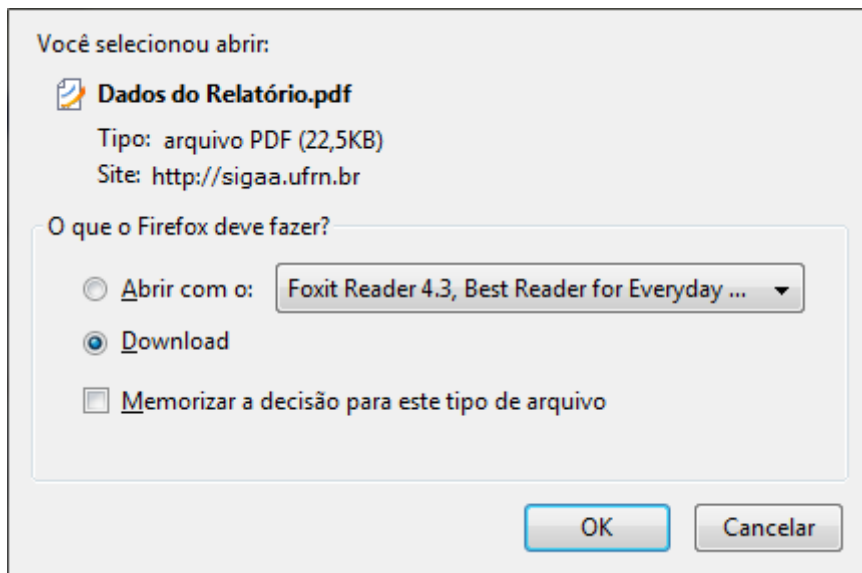 Você selecionou abrir:
Dados do Relatório.pdf
Tipo: arquivo PDF (22,5KB)
Site: http://sigaa.ufrn.br
O que o Firefox deve fazer?
Abrir com o: Foxit Reader 4.3, Best Reader for Everyday ...
Download
Memorizar a decisão para este tipo de arquivo
OK Cancelar